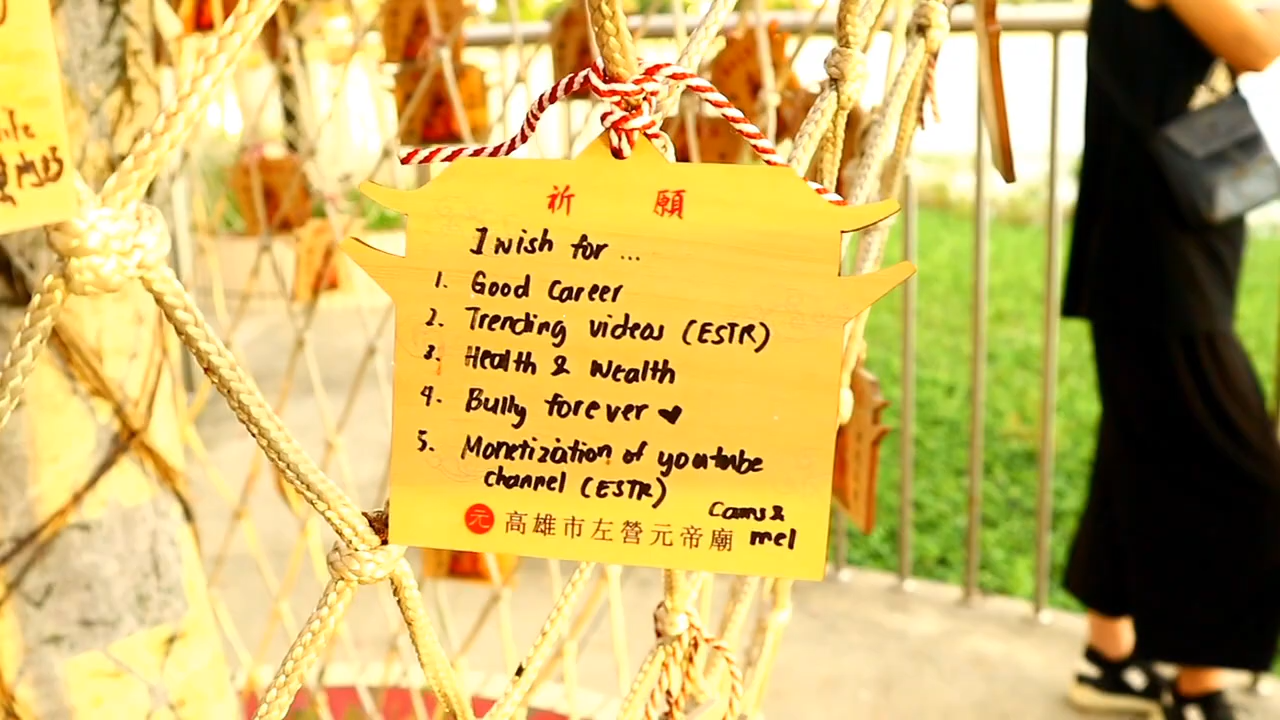 life
祈 願
I wish for ...
1. Good Career
2. Trending videos (ESTR)
3. Health & Wealth
4. Bully forever ♥
5. Monetization of youtube
channel (ESTR)
Cams &
mel
元 高雄市左營元帝廟